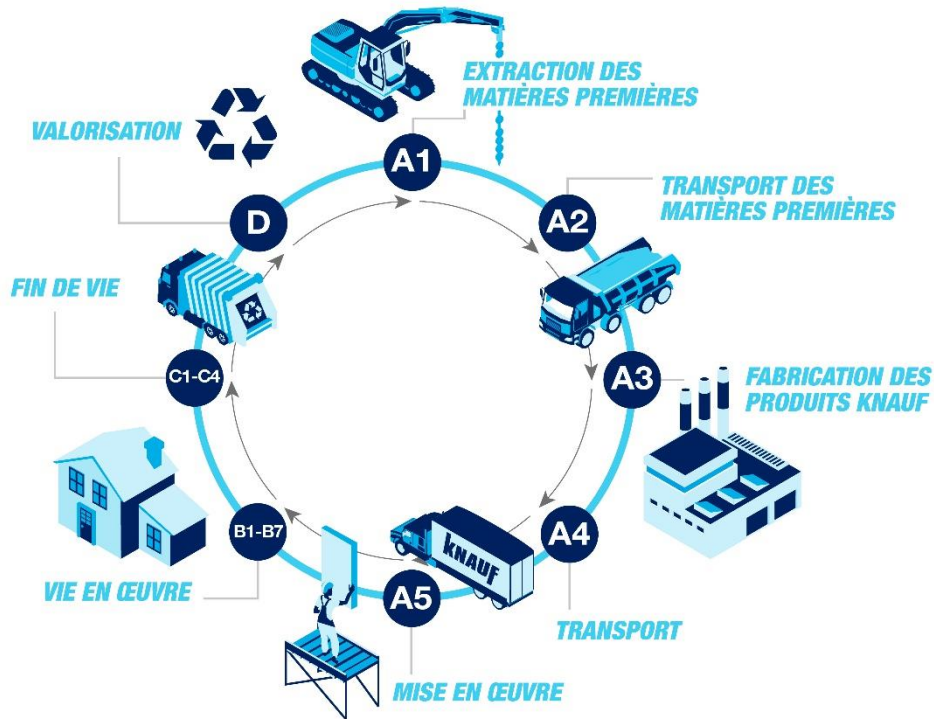 EXTRACTION DES
MATIÈRES PREMIÈRES
A1
TRANSPORT DES
MATIÈRES PREMIÈRES
A2
FABRICATION DES
PRODUITS KNAUF
A3
A4
TRANSPORT
KNAUF
A5
MISE EN ŒUVRE
B1-B7
VIE EN ŒUVRE
C1-C4
FIN DE VIE
D
VALORISATION